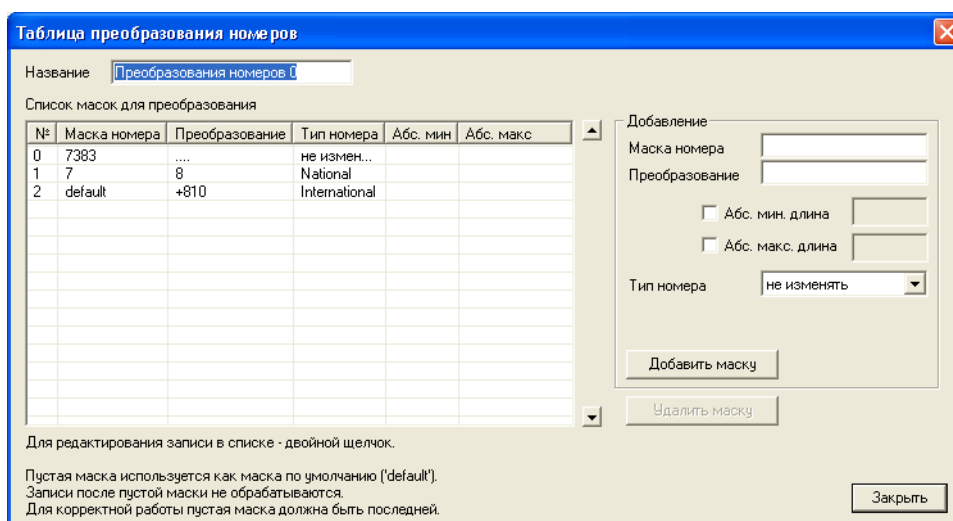 Таблица преобразования номеров
Название Преобразования номеров 0
Список масок для преобразования
№ Маска номера Преобразование Тип номера Абс. мин Абс. макс
0 7383 .... не измен...
1 7 8 National
2 default +810 International
Добавление
Маска номера
Преобразование
Абс. мин. длина
Абс. макс. длина
Тип номера не изменять
Добавить маску
Удалить маску
Для редактирования записи в списке - двойной щелчок.
Пустая маска используется как маска по умолчанию ('default').
Записи после пустой маски не обрабатываются.
Для корректной работы пустая маска должна быть последней.
Закрыть